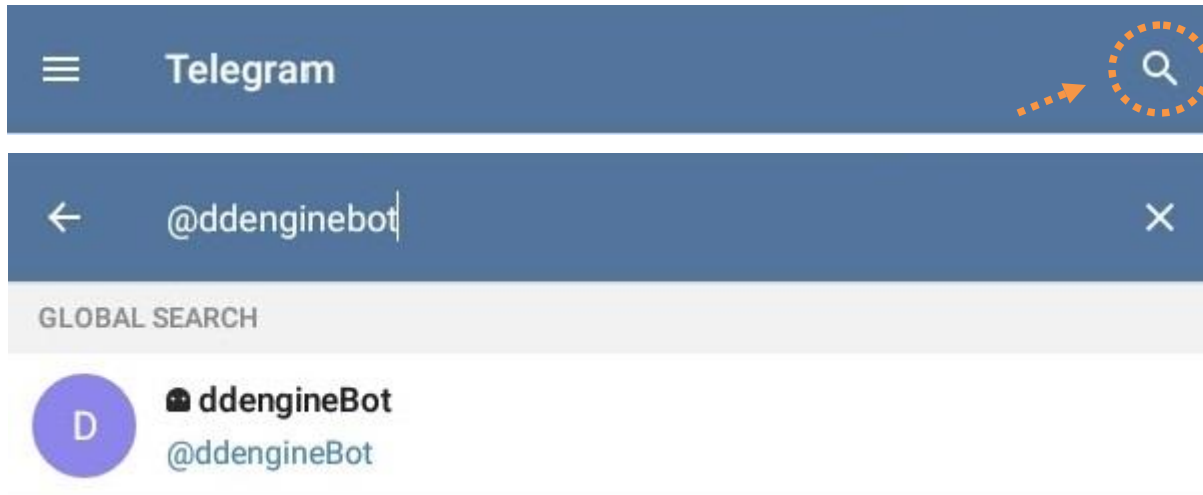 Telegram
@ddenginebot
GLOBAL SEARCH
D
ddengineBot
@ddengineBot